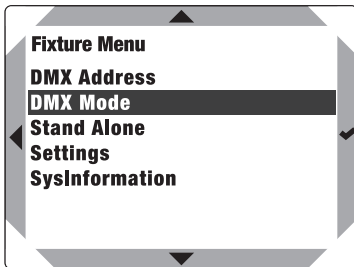 Fixture Menu
DMX Address
DMX Mode
Stand Alone
Settings
SysInformation